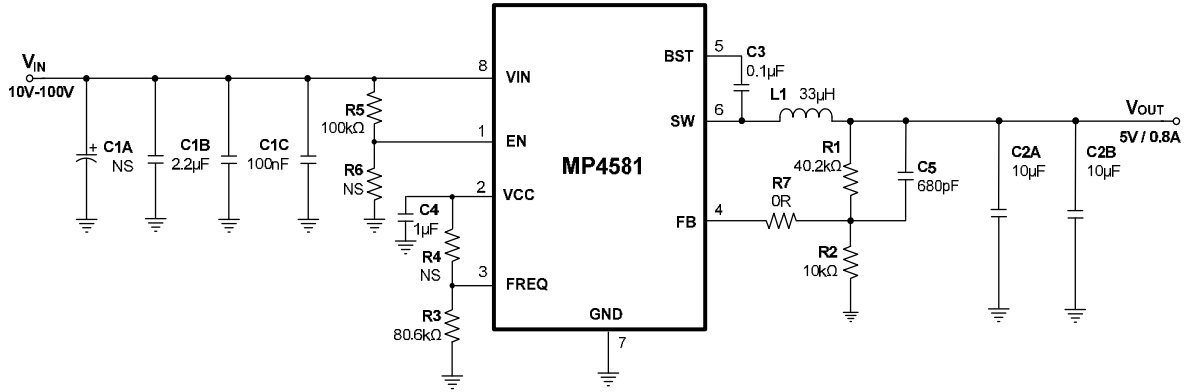 VIN
10V-100V
C1A
NS
C1B
2.2µF
C1C
100nF
R5
100kΩ
R6
NS
C4
1µF
R4
NS
R3
80.6kΩ
8
VIN
1
EN
2
VCC
3
FREQ
MP4581
GND
7
BST
5
SW
6
FB
4
C3
0.1µF
L1
33µH
R1
40.2kΩ
C5
680pF
R7
0R
R2
10kΩ
C2A
10µF
C2B
10µF
VOUT
5V / 0.8A